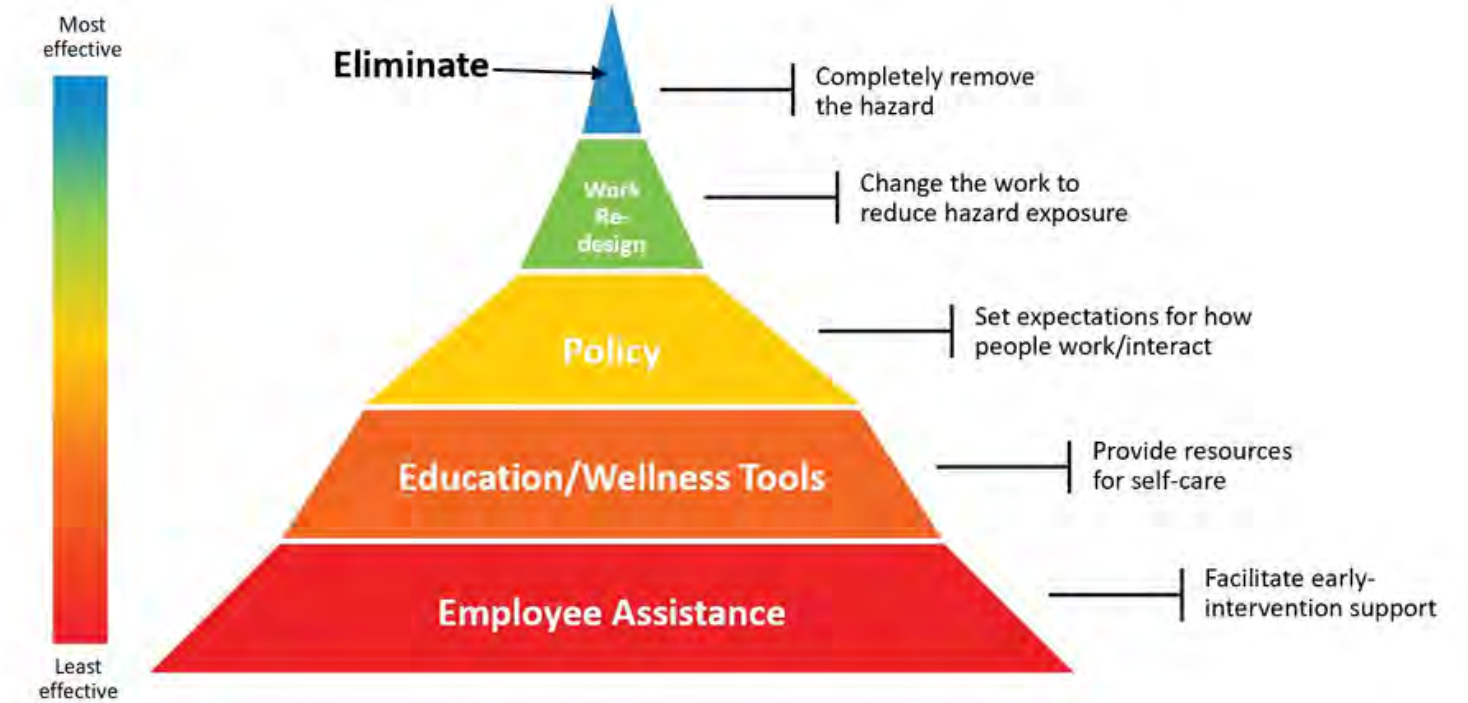 Most
effective
Eliminate
Completely remove
the hazard
Work
Re-
design
Change the work to
reduce hazard exposure
Policy
Set expectations for how
people work/interact
Education/Wellness Tools
Provide resources
for self-care
Employee Assistance
Facilitate early-
intervention support
Least
effective